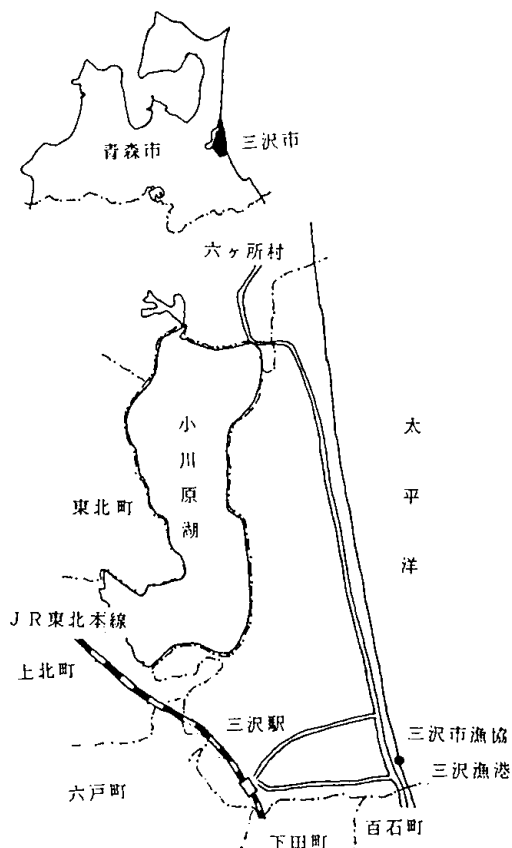 青森市
三沢市
六ヶ所村
小川原湖
太平洋
東北町
JR東北本線
上北町
三沢駅
三沢市漁協
三沢漁港
六戸町
百石町
下田町